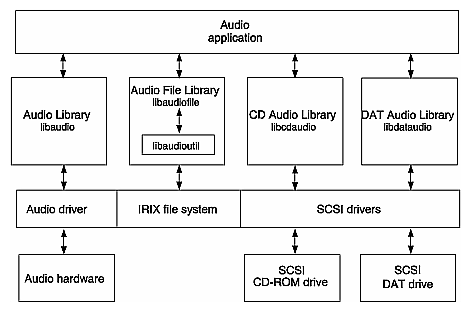 Audio
application
Audio Library
libaudio
Audio File Library
libaudiofile
libaudioutil
CD Audio Library
libcdaudio
DAT Audio Library
libdataudio
Audio driver
IRIX file system
SCSI drivers
Audio hardware
SCSI
CD-ROM drive
SCSI
DAT drive